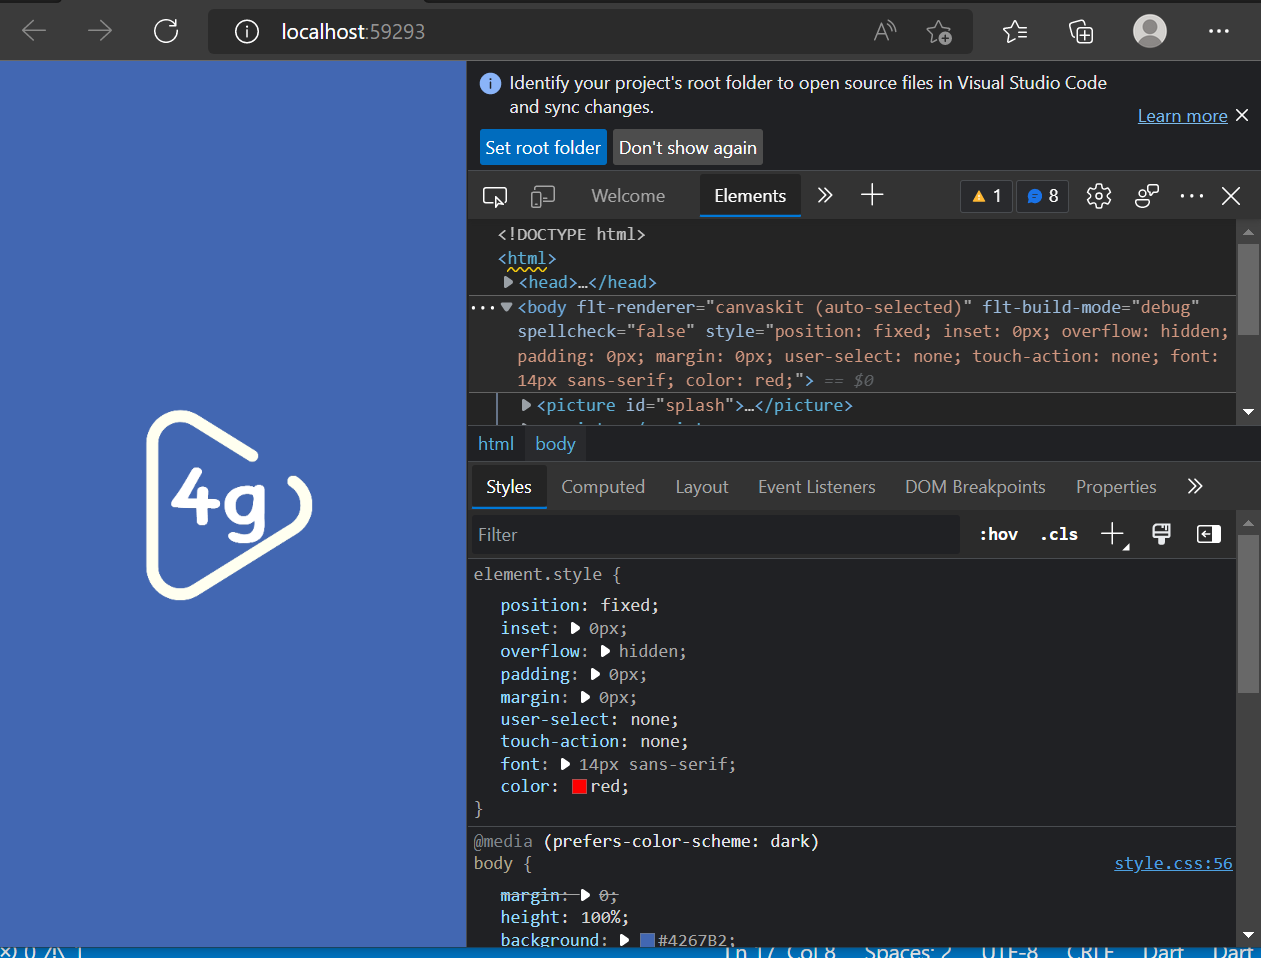 localhost:59293
Identify your project's root folder to open source files in Visual Studio Code
and sync changes.
Learn more
Set root folder
Don't show again
Welcome
Elements
1
8
<!DOCTYPE html>
<html>
<head>…</head>
<body flt-renderer="canvaskit (auto-selected)" flt-build-mode="debug"
spellcheck="false" style="position: fixed; inset: 0px; overflow: hidden;
padding: 0px; margin: 0px; user-select: none; touch-action: none; font:
14px sans-serif; color: red;"> == $0
<picture id="splash">…</picture>
html body
Styles Computed Layout Event Listeners DOM Breakpoints Properties
Filter
:hov .cls
4g
element.style {
position: fixed;
inset: 0px;
overflow: hidden;
padding: 0px;
margin: 0px;
user-select: none;
touch-action: none;
font: 14px sans-serif;
color: red;
}
@media (prefers-color-scheme: dark)
body {
style.css:56
margin: 0;
height: 100%;
background: #4267B2;
Ln 17, Col 8 Spaces: 2 UTF-8 CRLF Dart Dart